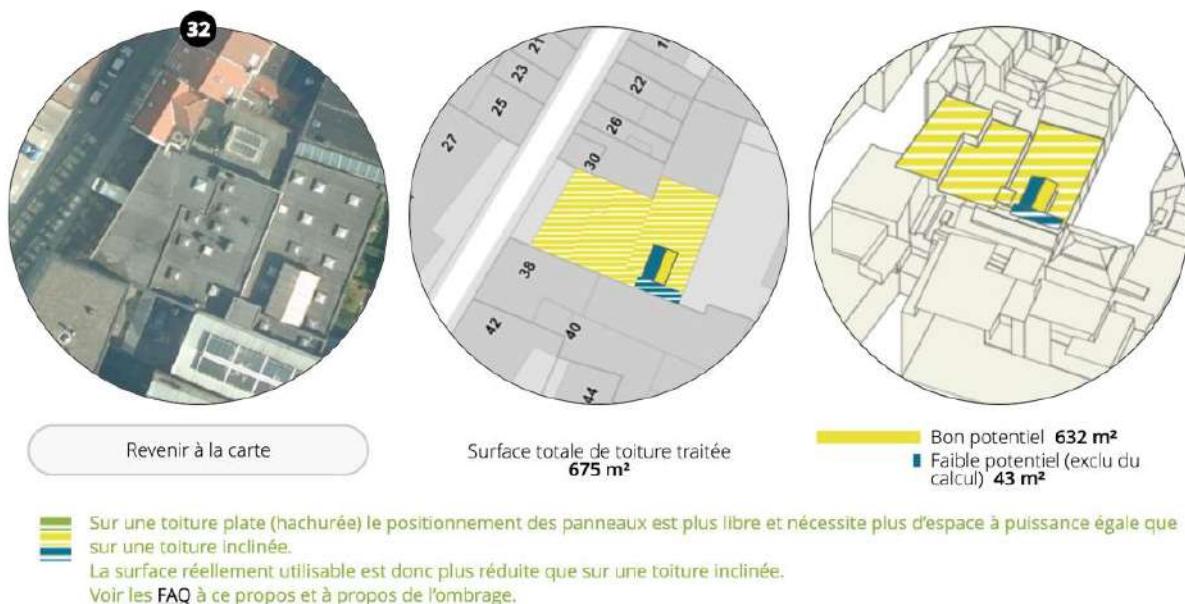 32
21
23
25
27
22
26
30
38
42
40
44
Revenir à la carte
Surface totale de toiture traitée
675 m²
Bon potentiel 632 m²
Faible potentiel (exclu du
calcul) 43 m²
Sur une toiture plate (hachurée) le positionnement des panneaux est plus libre et nécessite plus d'espace à puissance égale que
sur une toiture inclinée.
La surface réellement utilisable est donc plus réduite que sur une toiture inclinée.
Voir les FAQ à ce propos et à propos de l'ombrage.